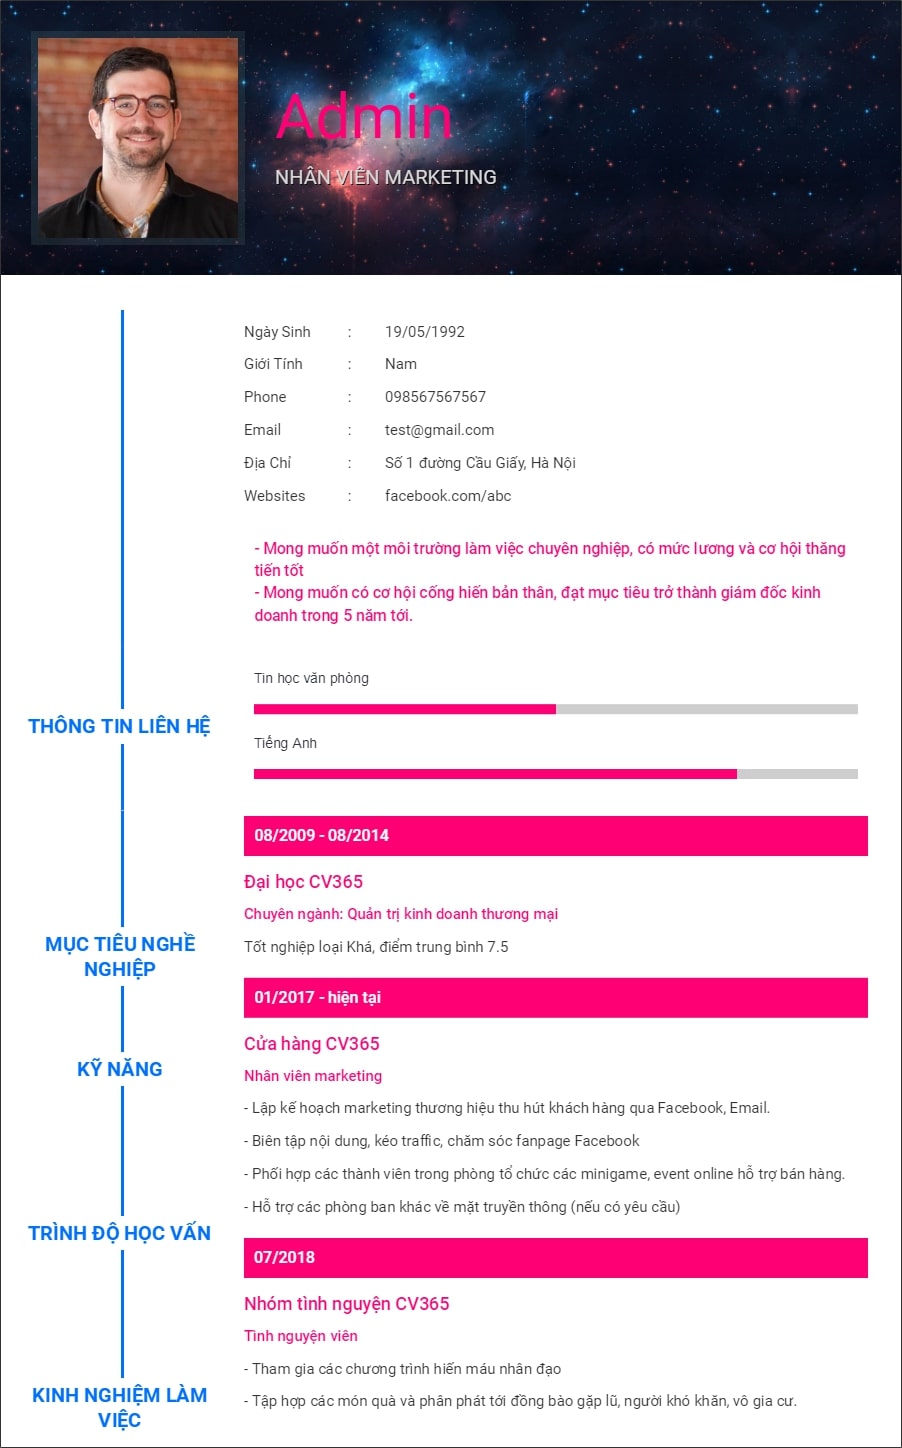 Admin
NHÂN VIÊN MARKETING
Ngày Sinh : 19/05/1992
Giới Tính : Nam
Phone : 098567567567
Email : test@gmail.com
Địa Chỉ : Số 1 đường Cầu Giấy, Hà Nội
Websites : facebook.com/abc
- Mong muốn một môi trường làm việc chuyên nghiệp, có mức lương và cơ hội thăng
tiến tốt
- Mong muốn có cơ hội cống hiến bản thân, đạt mục tiêu trở thành giám đốc kinh
doanh trong 5 năm tới.
Tin học văn phòng
THÔNG TIN LIÊN HỆ
Tiếng Anh
08/2009 - 08/2014
Đại học CV365
Chuyên ngành: Quản trị kinh doanh thương mại
MỤC TIÊU NGHỀ
NGHIỆP
Tốt nghiệp loại Khá, điểm trung bình 7.5
01/2017 - hiện tại
Cửa hàng CV365
KỸ NĂNG
Nhân viên marketing
- Lập kế hoạch marketing thương hiệu thu hút khách hàng qua Facebook, Email.
- Biên tập nội dung, kéo traffic, chăm sóc fanpage Facebook
- Phối hợp các thành viên trong phòng tổ chức các minigame, event online hỗ trợ bán hàng.
- Hỗ trợ các phòng ban khác về mặt truyền thông (nếu có yêu cầu)
TRÌNH ĐỘ HỌC VẤN
07/2018
Nhóm tình nguyện CV365
Tình nguyện viên
- Tham gia các chương trình hiến máu nhân đạo
KINH NGHIỆM LÀM
VIỆC
- Tập hợp các món quà và phân phát tới đồng bào gặp lũ, người khó khăn, vô gia cư.